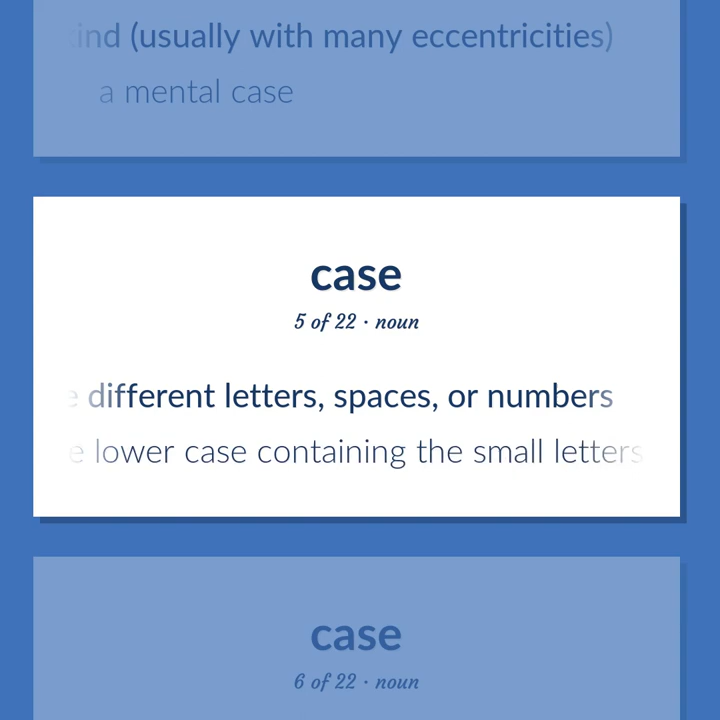 (usually with many eccentricities)
a mental case
case
5 of 22 · noun
different letters, spaces, or numbers
lower case containing the small letters
case
6 of 22 · noun